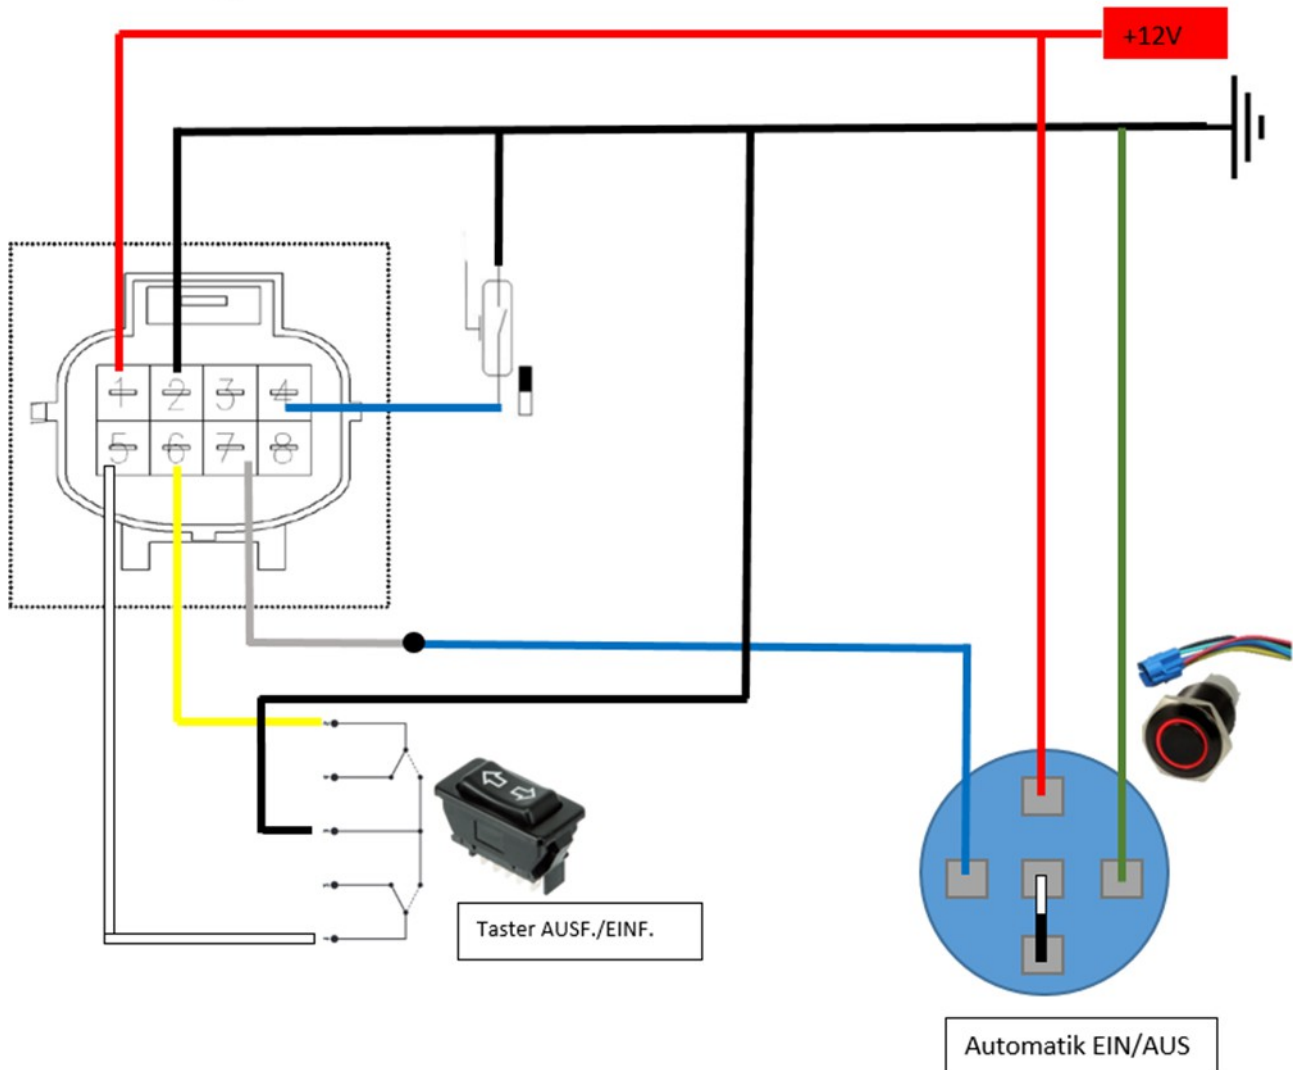 +12V
1 2 3 4
5 6 7 8
Taster AUSF./EINF.
Automatik EIN/AUS